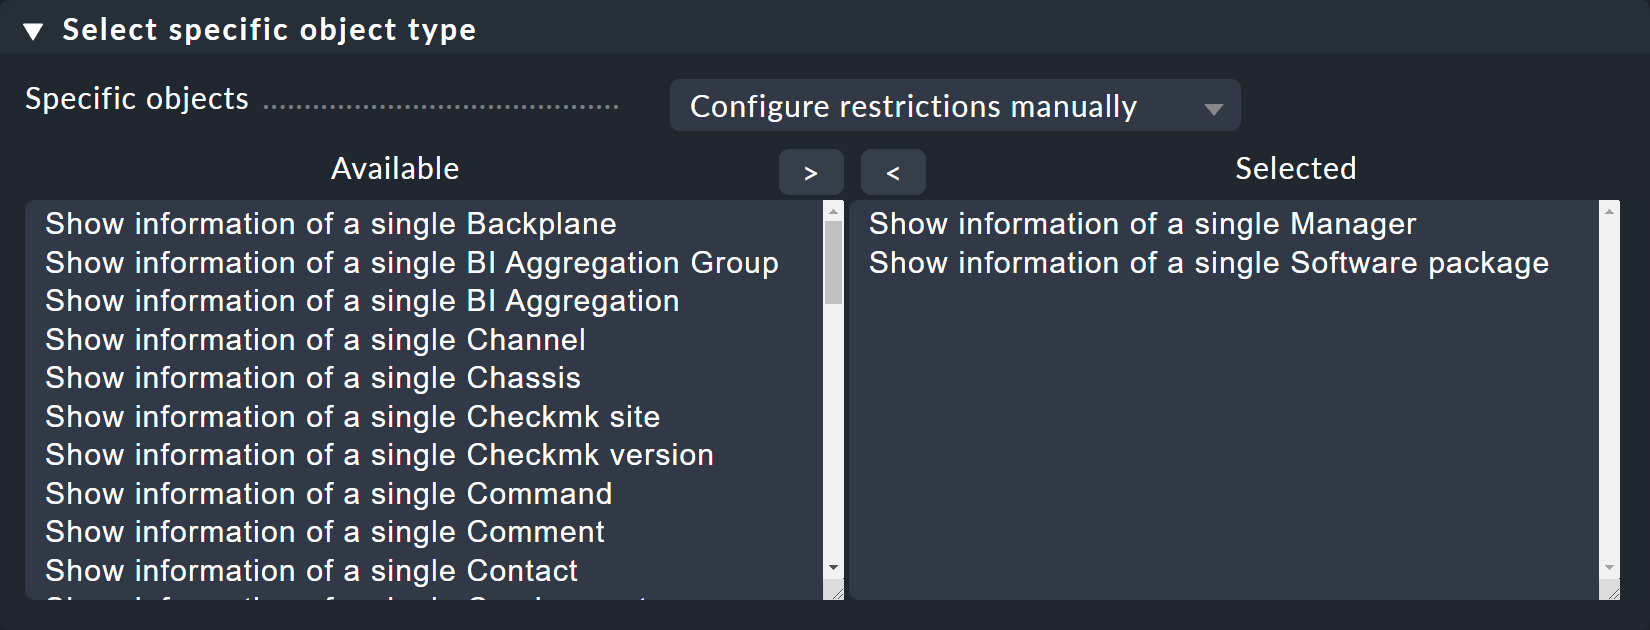 ▼ Select specific object type
Specific objects ............................................ Configure restrictions manually
Available > < Selected
Show information of a single Backplane
Show information of a single BI Aggregation Group
Show information of a single BI Aggregation
Show information of a single Channel
Show information of a single Chassis
Show information of a single Checkmk site
Show information of a single Checkmk version
Show information of a single Command
Show information of a single Comment
Show information of a single Contact
Show information of a single Manager
Show information of a single Software package